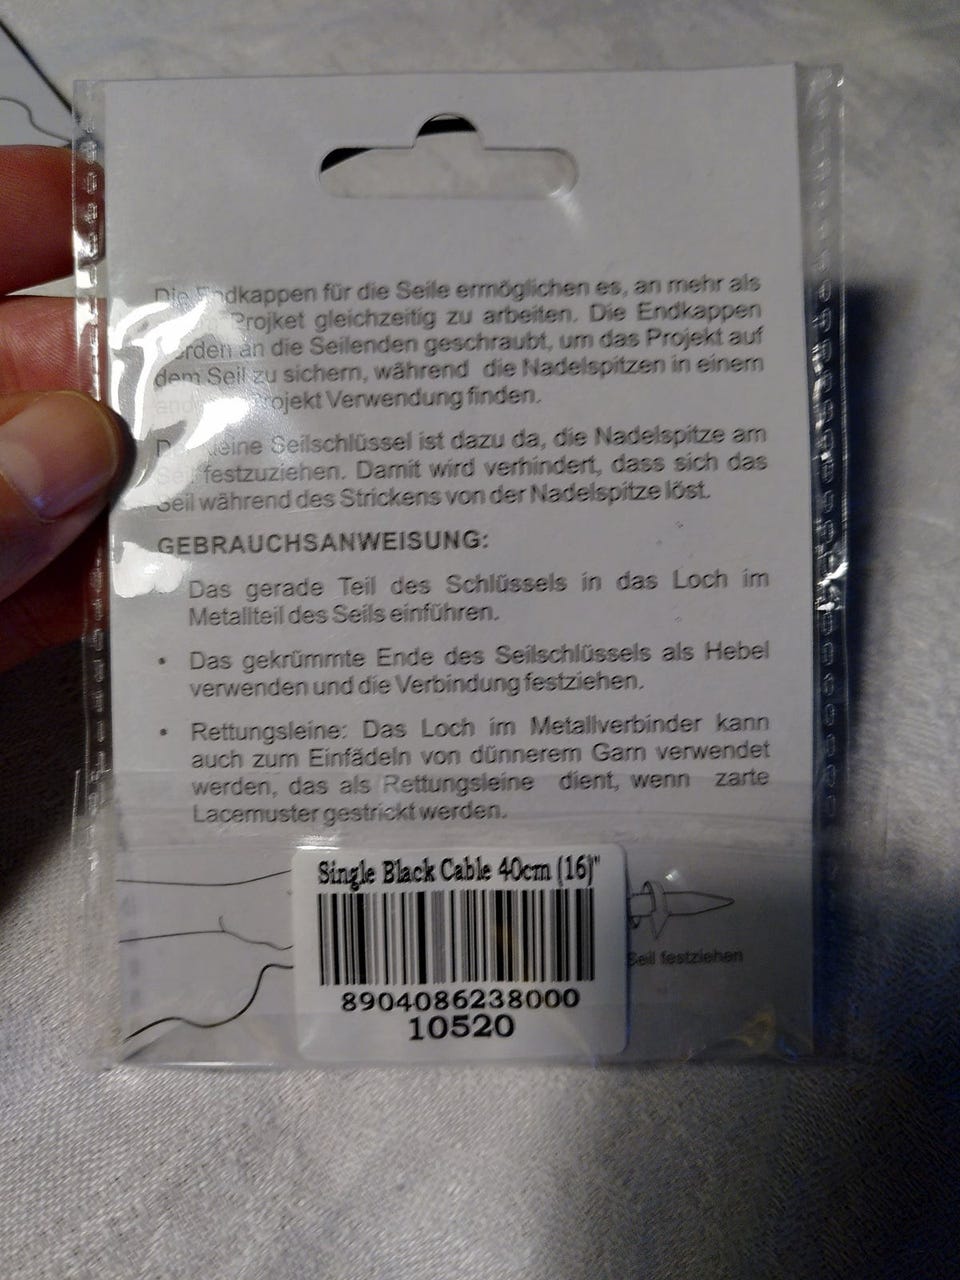 Die Endkappen für die Seile ermöglichen es, an mehr als
Projket gleichzeitig zu arbeiten. Die Endkappen
werden an die Seilenden geschraubt, um das Projekt auf
dem Seil zu sichern, während die Nadelspitzen in einem
Projekt Verwendung finden.
kleine Seilschlüssel ist dazu da, die Nadelspitze am
Seil festzuziehen. Damit wird verhindert, dass sich das
Seil während des Strickens von der Nadelspitze löst.
GEBRAUCHSANWEISUNG:
Das gerade Teil des Schlüssels in das Loch im
Metallteil des Seils einführen.
• Das gekrümmte Ende des Seilschlüssels als Hebel
verwenden und die Verbindung festziehen.
• Rettungsleine: Das Loch im Metallverbinder kann
auch zum Einfädeln von dünnerem Garn verwendet
werden, das als Rettungsleine dient, wenn zarte
Lacemuster gestrickt werden.
Single Black Cable 40cm (16)"
8904086238000
10520
Seil festziehen